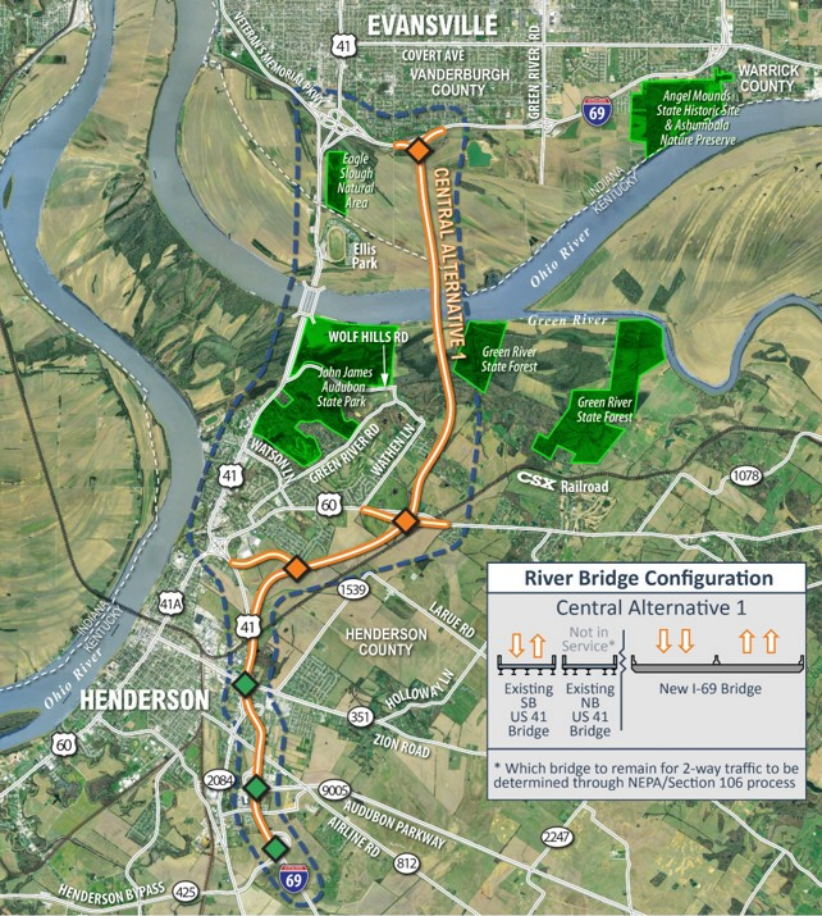 EVANSVILLE
41
COVERT AVE
VETERANS MEMORIAL PKWY
VANDERBURGH
COUNTY
GREEN RIVER RD
INTERSTATE
69
WARRICK
COUNTY
Angel Mounds
State Historic Site
& Ashumbala
Nature Preserve
Eagle
Slough
Natural
Area
CENTRAL ALTERNATIVE 1
INDIANA
KENTUCKY
Ellis
Park
Ohio River
Green River
WOLF HILLS RD
John James
Audubon
State Park
Green River
State Forest
Green River
State Forest
WATSON LN
GREEN RIVER RD
WATHEN LN
41
60
CSX Railroad
1078
1539
41A
41
LARUE RD
HENDERSON
COUNTY
INDIANA
KENTUCKY
Ohio River
HENDERSON
HOLLOWAY LN
351
ZION ROAD
60
2084
9005
AUDUBON PARKWAY
AIRLINE RD
812
2247
69
HENDERSON BYPASS
425
River Bridge Configuration
Central Alternative 1
Not in
Service*
Existing
SB
US 41
Bridge
Existing
NB
US 41
Bridge
New I-69 Bridge
* Which bridge to remain for 2-way traffic to be
determined through NEPA/Section 106 process